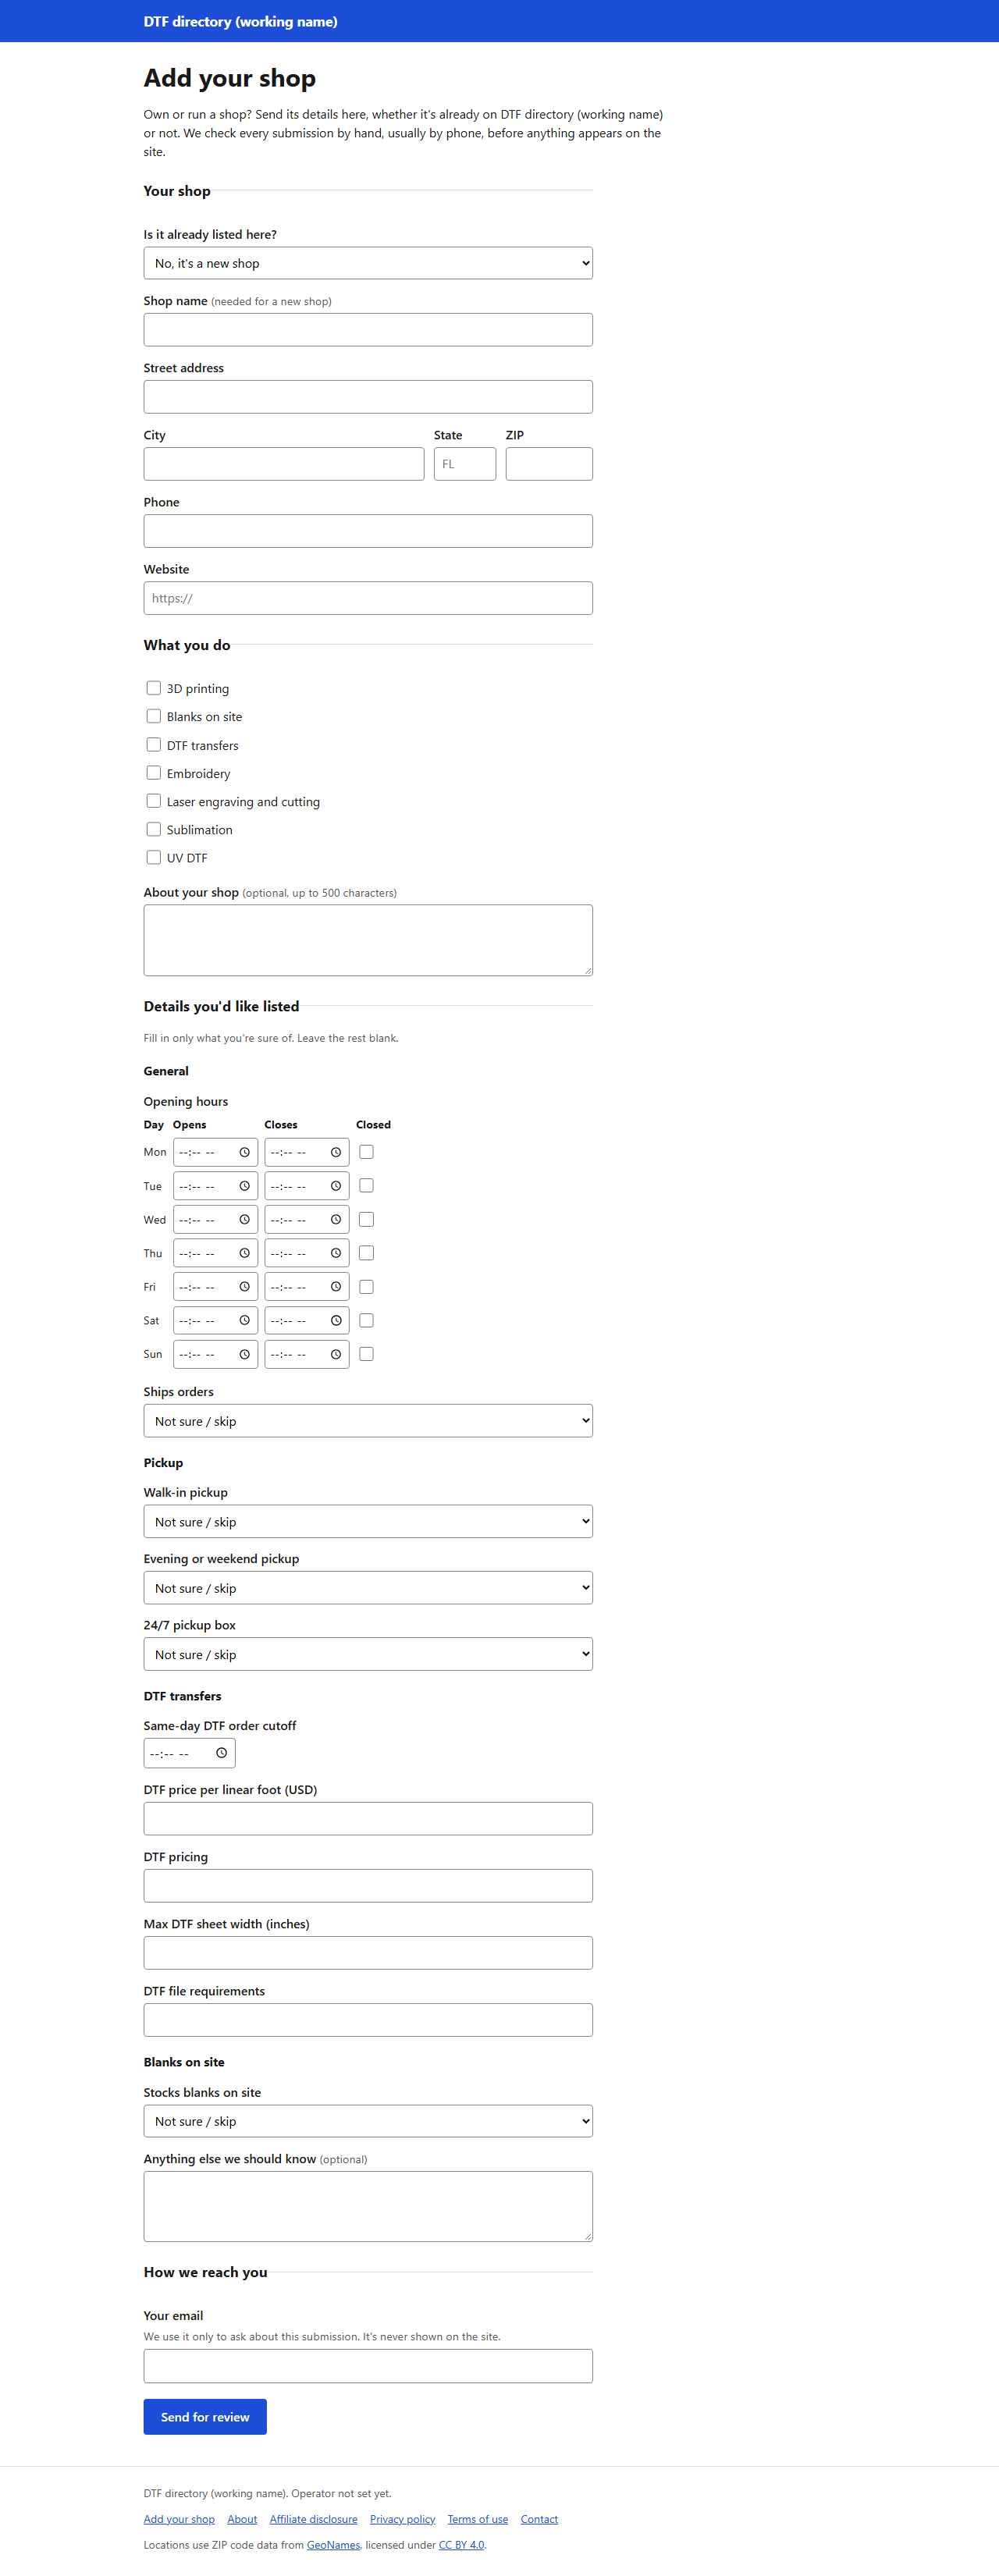 DTF directory (working name)
Add your shop
Own or run a shop? Send its details here, whether it's already on DTF directory (working name)
or not. We check every submission by hand, usually by phone, before anything appears on the
site.
Your shop
Is it already listed here?
No, it's a new shop
Shop name (needed for a new shop)
Street address
City State ZIP
FL
Phone
Website
https://
What you do
3D printing
Blanks on site
DTF transfers
Embroidery
Laser engraving and cutting
Sublimation
UV DTF
About your shop (optional, up to 500 characters)
Details you'd like listed
Fill in only what you're sure of. Leave the rest blank.
General
Opening hours
Day Opens Closes Closed
Mon --:-- -- --:-- --
Tue --:-- -- --:-- --
Wed --:-- -- --:-- --
Thu --:-- -- --:-- --
Fri --:-- -- --:-- --
Sat --:-- -- --:-- --
Sun --:-- -- --:-- --
Ships orders
Not sure / skip
Pickup
Walk-in pickup
Not sure / skip
Evening or weekend pickup
Not sure / skip
24/7 pickup box
Not sure / skip
DTF transfers
Same-day DTF order cutoff
--:-- --
DTF price per linear foot (USD)
DTF pricing
Max DTF sheet width (inches)
DTF file requirements
Blanks on site
Stocks blanks on site
Not sure / skip
Anything else we should know (optional)
How we reach you
Your email
We use it only to ask about this submission. It's never shown on the site.
Send for review
DTF directory (working name). Operator not set yet.
Add your shop About Affiliate disclosure Privacy policy Terms of use Contact
Locations use ZIP code data from GeoNames, licensed under CC BY 4.0.